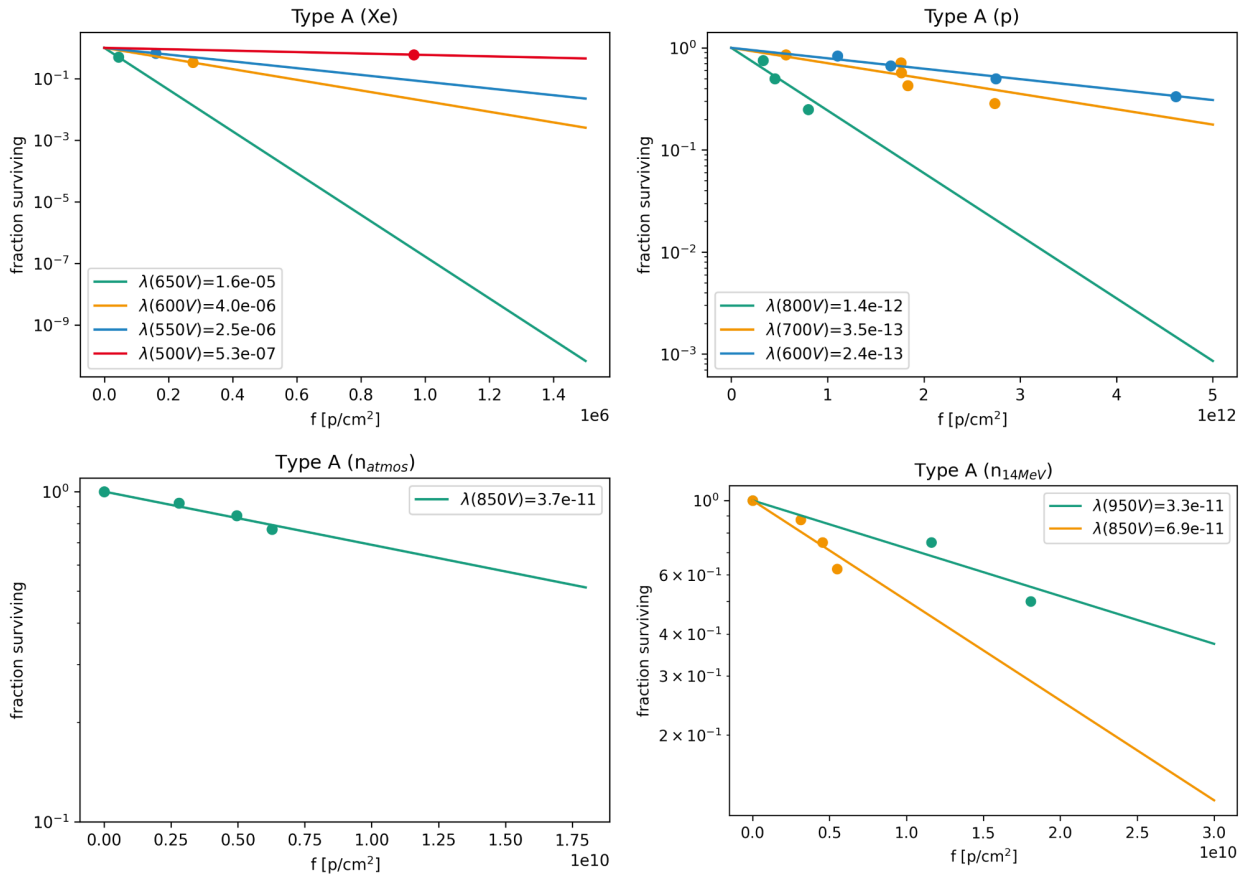 Type A (Xe)
fraction surviving
10⁻¹
10⁻³
10⁻⁵
10⁻⁷
10⁻⁹
λ(650V)=1.6e-05
λ(600V)=4.0e-06
λ(550V)=2.5e-06
λ(500V)=5.3e-07
0.0 0.2 0.4 0.6 0.8 1.0 1.2 1.4
1e6
f [p/cm²]
Type A (p)
fraction surviving
10⁰
10⁻¹
10⁻²
10⁻³
λ(800V)=1.4e-12
λ(700V)=3.5e-13
λ(600V)=2.4e-13
0 1 2 3 4 5
1e12
f [p/cm²]
Type A (n_atmos)
fraction surviving
10⁰
10⁻¹
λ(850V)=3.7e-11
0.00 0.25 0.50 0.75 1.00 1.25 1.50 1.75
1e10
f [p/cm²]
Type A (n_14MeV)
fraction surviving
10⁰
6 × 10⁻¹
4 × 10⁻¹
3 × 10⁻¹
2 × 10⁻¹
λ(950V)=3.3e-11
λ(850V)=6.9e-11
0.0 0.5 1.0 1.5 2.0 2.5 3.0
1e10
f [p/cm²]